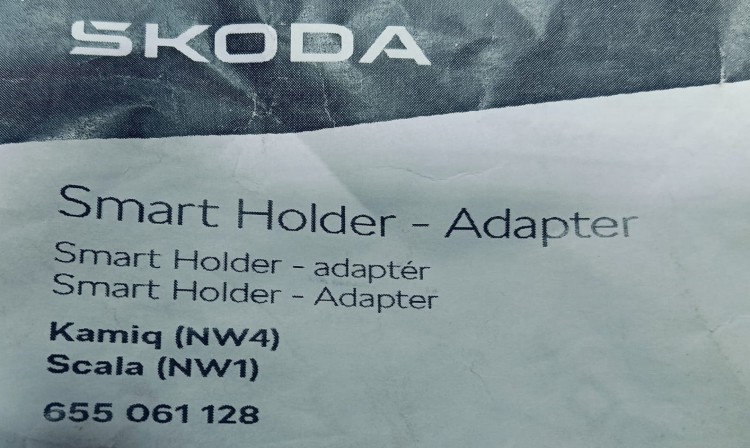 ŠKODA
Smart Holder - Adapter
Smart Holder - adaptér
Smart Holder - Adapter
Kamiq (NW4)
Scala (NW1)
655 061 128